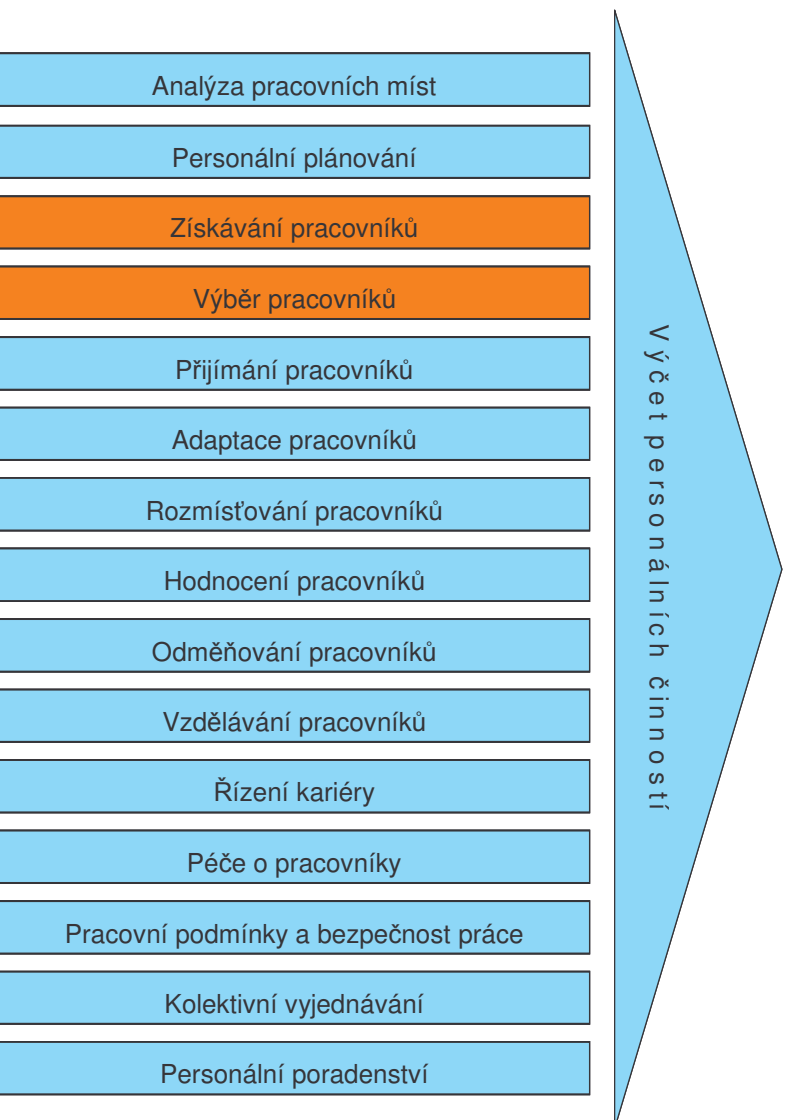 Analýza pracovních míst
Personální plánování
Získávání pracovníků
Výběr pracovníků
Přijímání pracovníků
Adaptace pracovníků
Rozmísťování pracovníků
Hodnocení pracovníků
Odměňování pracovníků
Vzdělávání pracovníků
Řízení kariéry
Péče o pracovníky
Pracovní podmínky a bezpečnost práce
Kolektivní vyjednávání
Personální poradenství
Výčet personálních činností